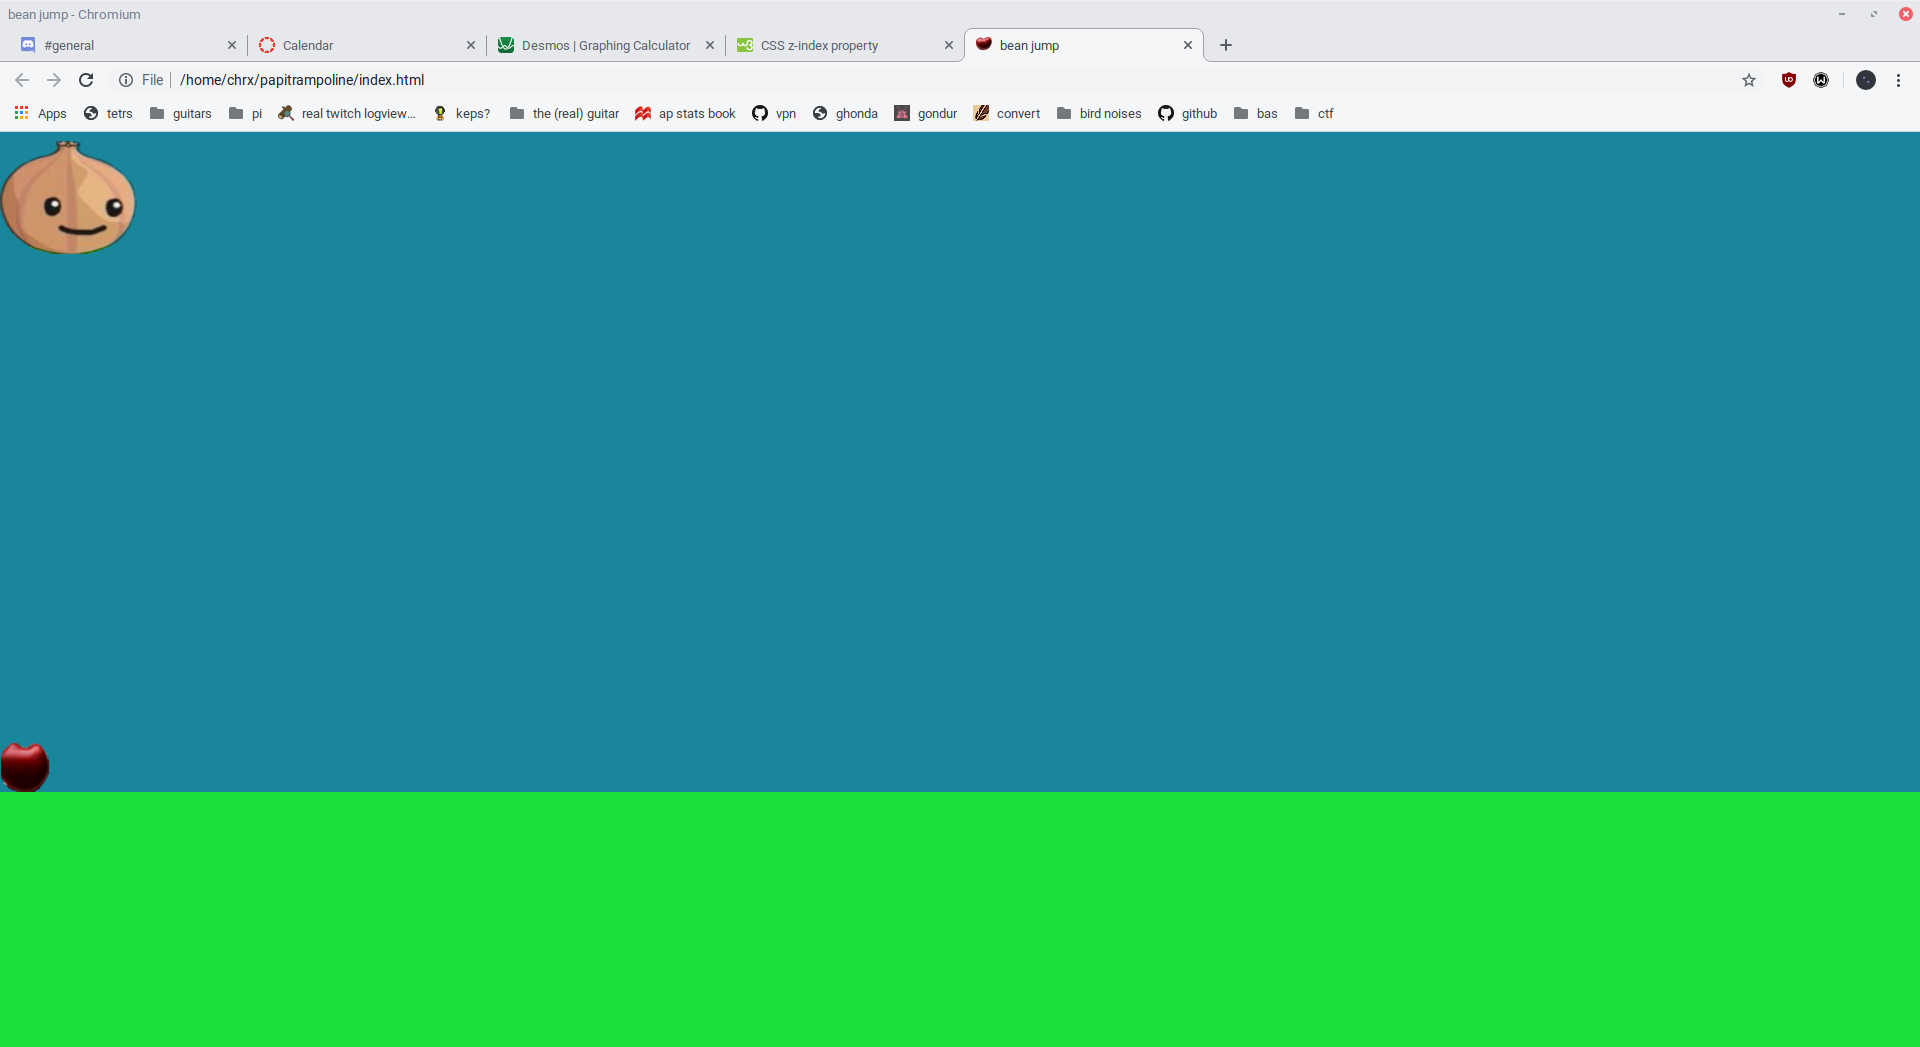 bean jump - Chromium
#general Calendar Desmos | Graphing Calculator CSS z-index property bean jump
File /home/chrx/papitrampoline/index.html
Apps tetrs guitars pi real twitch logview... keps? the (real) guitar ap stats book vpn ghonda gondur convert bird noises github bas ctf